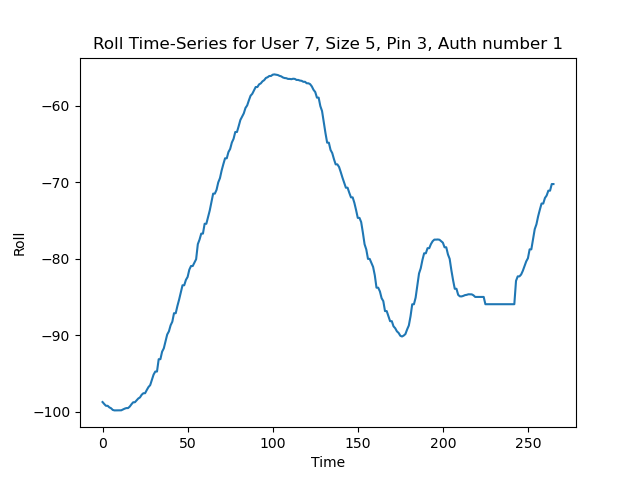 Roll Time-Series for User 7, Size 5, Pin 3, Auth number 1
−60
−70
−80
−90
−100
Roll
0 50 100 150 200 250
Time